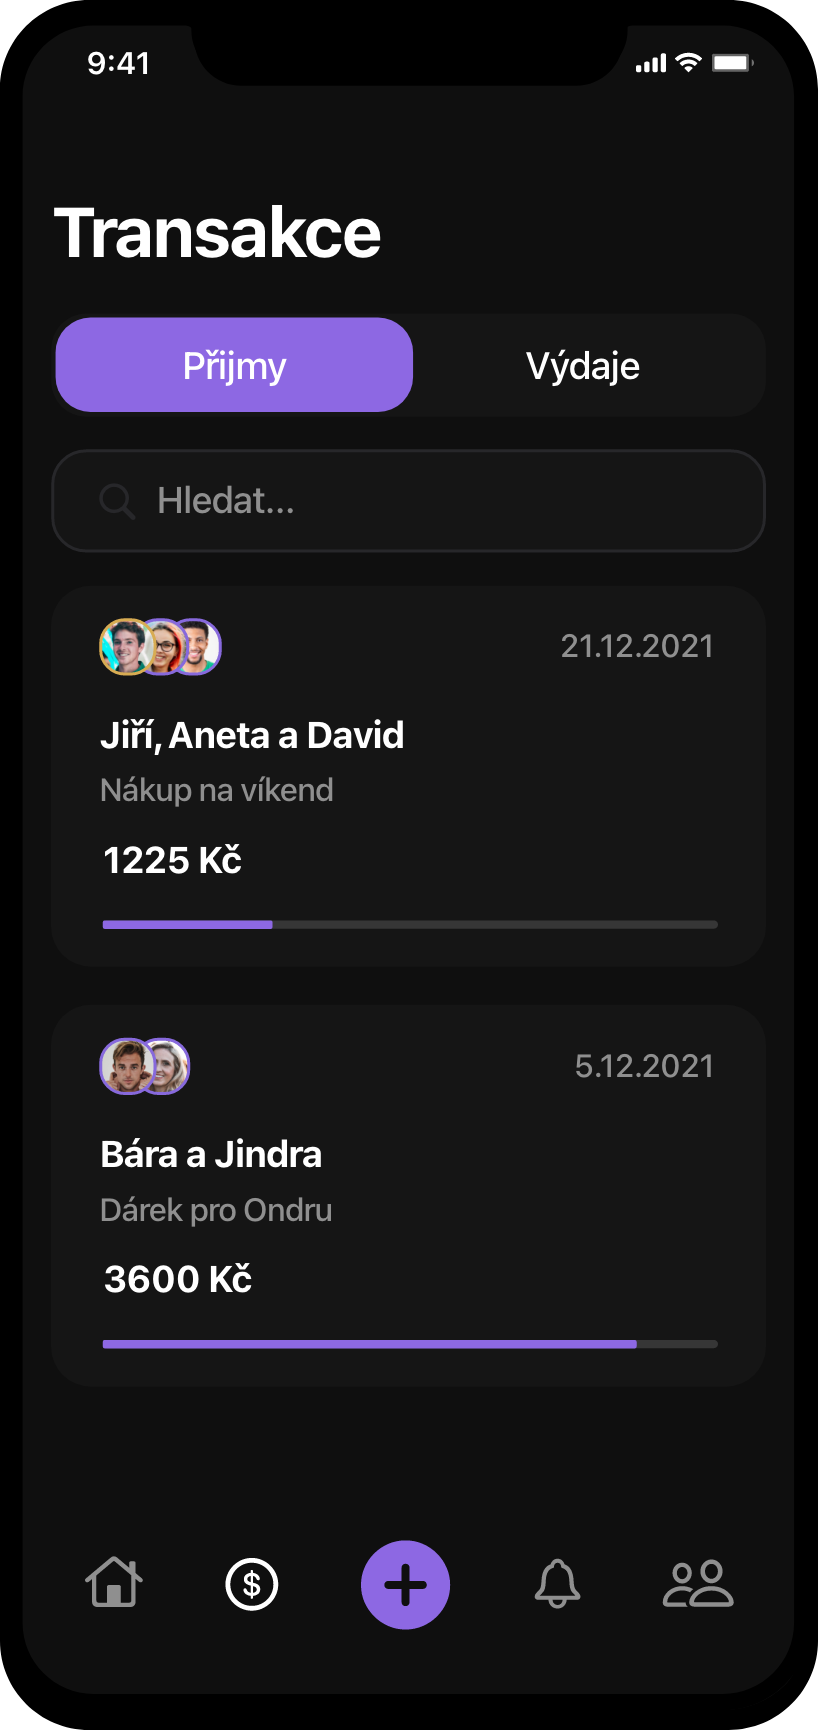 9:41
Transakce
Přijmy
Výdaje
Hledat...
21.12.2021
Jiří, Aneta a David
Nákup na víkend
1225 Kč
5.12.2021
Bára a Jindra
Dárek pro Ondru
3600 Kč
$